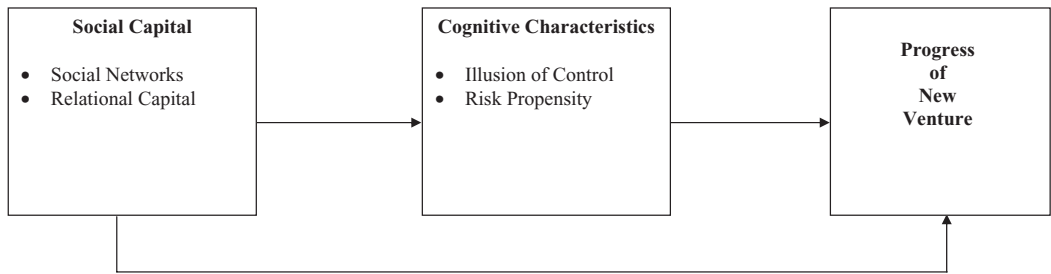 Social Capital
• Social Networks
• Relational Capital
Cognitive Characteristics
• Illusion of Control
• Risk Propensity
Progress
of
New
Venture